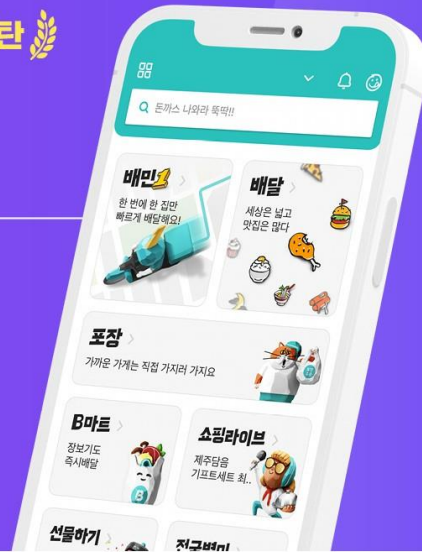 탄
돈까스 나와라 뚝딱!!
배민1
한 번에 한 집만
빠르게 배달해요!
배달
세상은 넓고
맛집은 많다
포장
가까운 가게는 직접 가지러 가지요
B마트
장보기도
즉시배달
B
쇼핑라이브
제주담음
기프트세트 최..
선물하기
전국별미